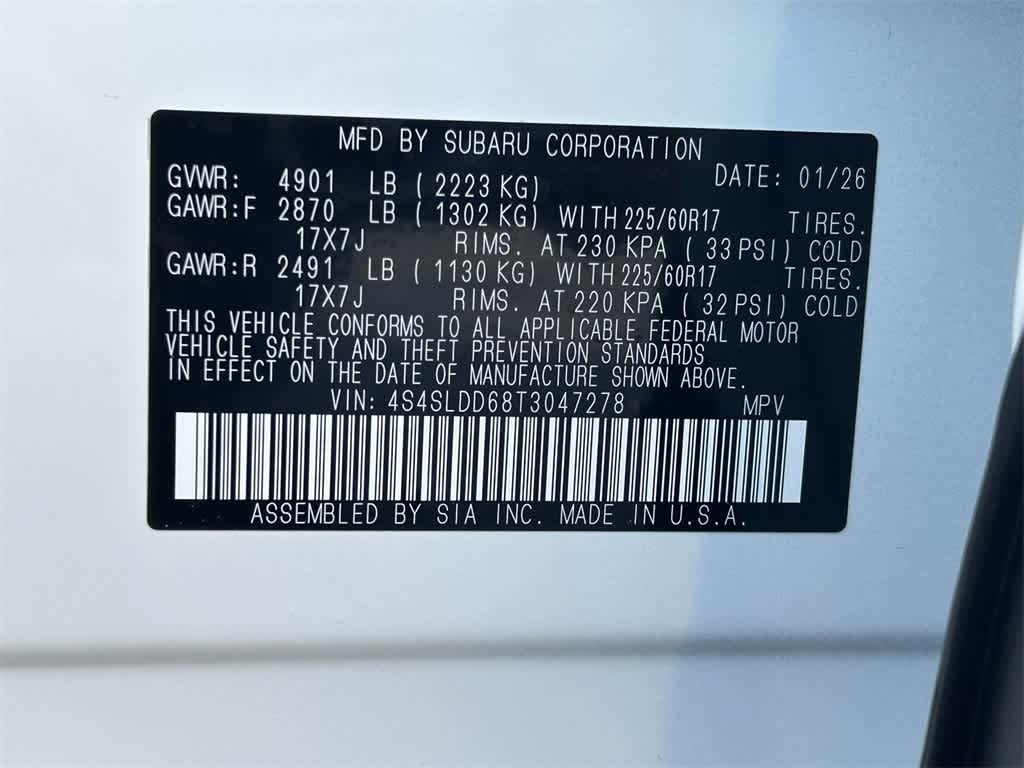 MFD BY SUBARU CORPORATION
GVWR: 4901 LB ( 2223 KG) DATE: 01/26
GAWR:F 2870 LB ( 1302 KG) WITH 225/60R17 TIRES.
17X7J RIMS. AT 230 KPA ( 33 PSI) COLD
GAWR:R 2491 LB ( 1130 KG) WITH 225/60R17 TIRES.
17X7J RIMS. AT 220 KPA ( 32 PSI) COLD
THIS VEHICLE CONFORMS TO ALL APPLICABLE FEDERAL MOTOR
VEHICLE SAFETY AND THEFT PREVENTION STANDARDS
IN EFFECT ON THE DATE OF MANUFACTURE SHOWN ABOVE.
VIN: 4S4SLDD68T3047278 MPV
ASSEMBLED BY SIA INC. MADE IN U.S.A.